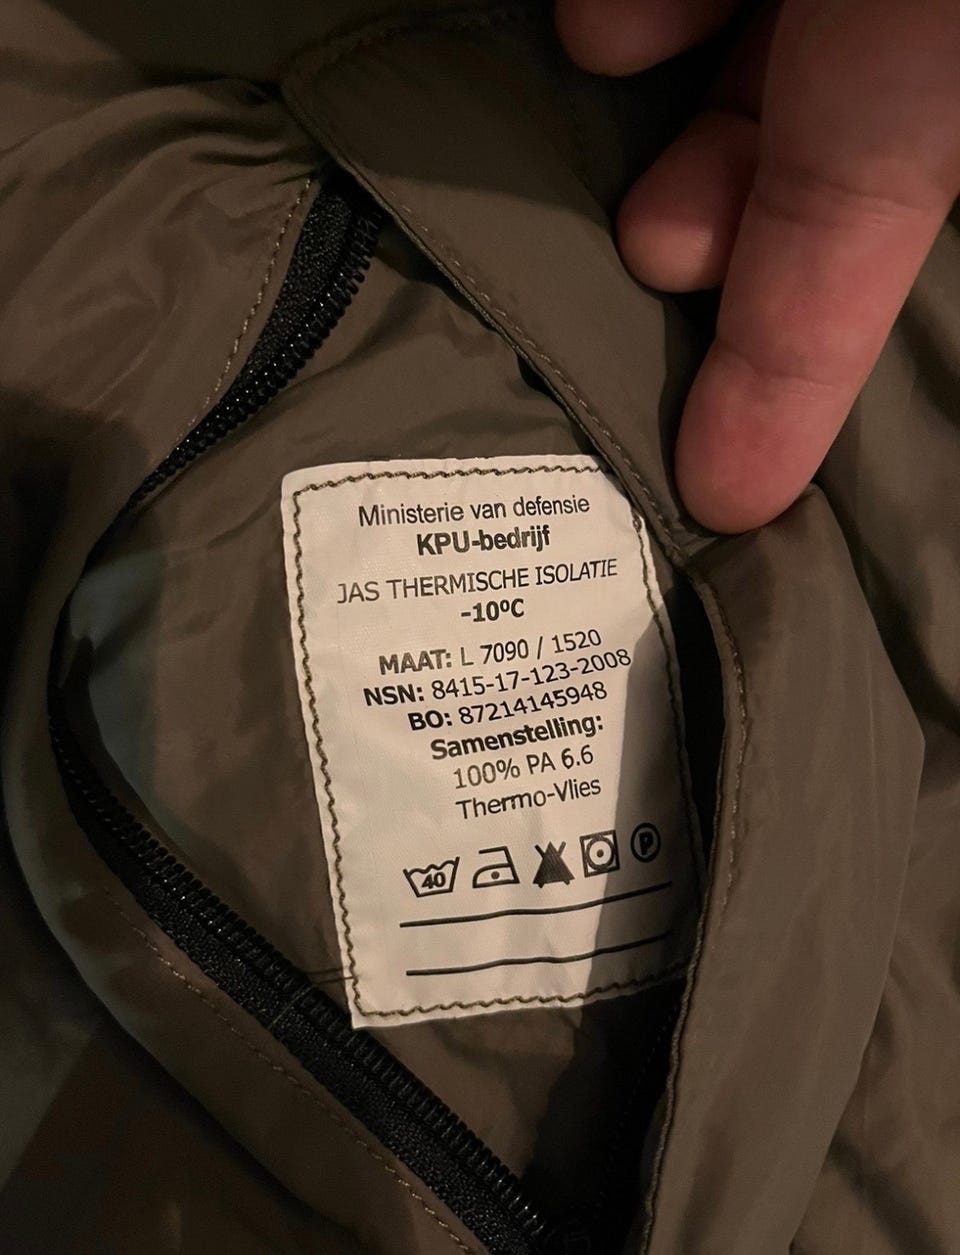 Ministerie van defensie
KPU-bedrijf
JAS THERMISCHE ISOLATIE
-10ºC
MAAT: L 7090 / 1520
NSN: 8415-17-123-2008
BO: 87214145948
Samenstelling:
100% PA 6.6
Thermo-Vlies
40 P